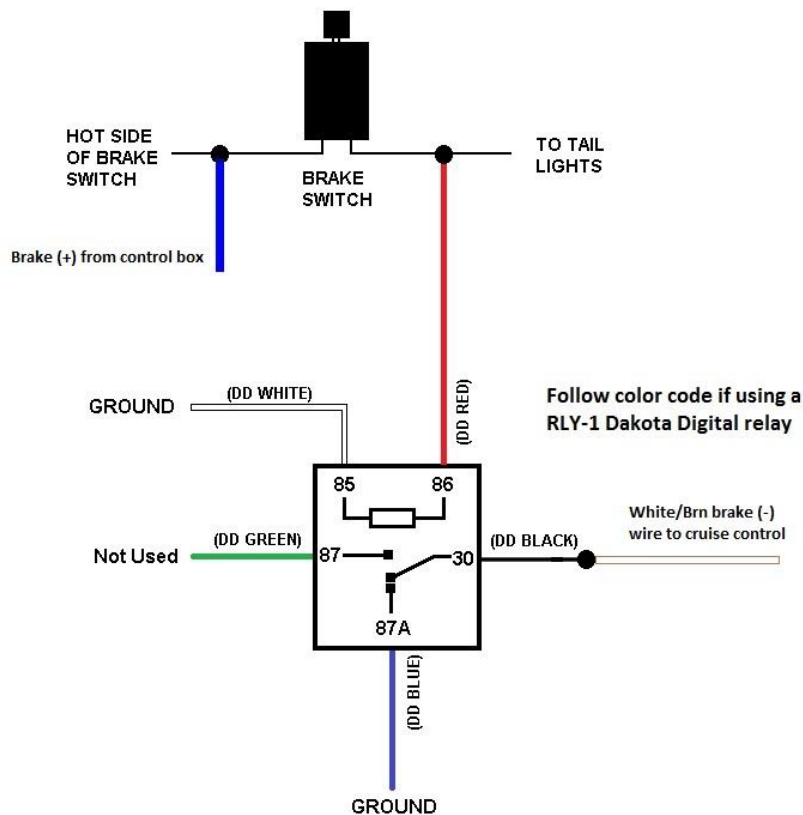 HOT SIDE
OF BRAKE
SWITCH
BRAKE
SWITCH
TO TAIL
LIGHTS
Brake (+) from control box
GROUND
(DD WHITE)
(DD RED)
Follow color code if using a
RLY-1 Dakota Digital relay
85
86
Not Used
(DD GREEN)
87
30
(DD BLACK)
White/Brn brake (-)
wire to cruise control
87A
(DD BLUE)
GROUND